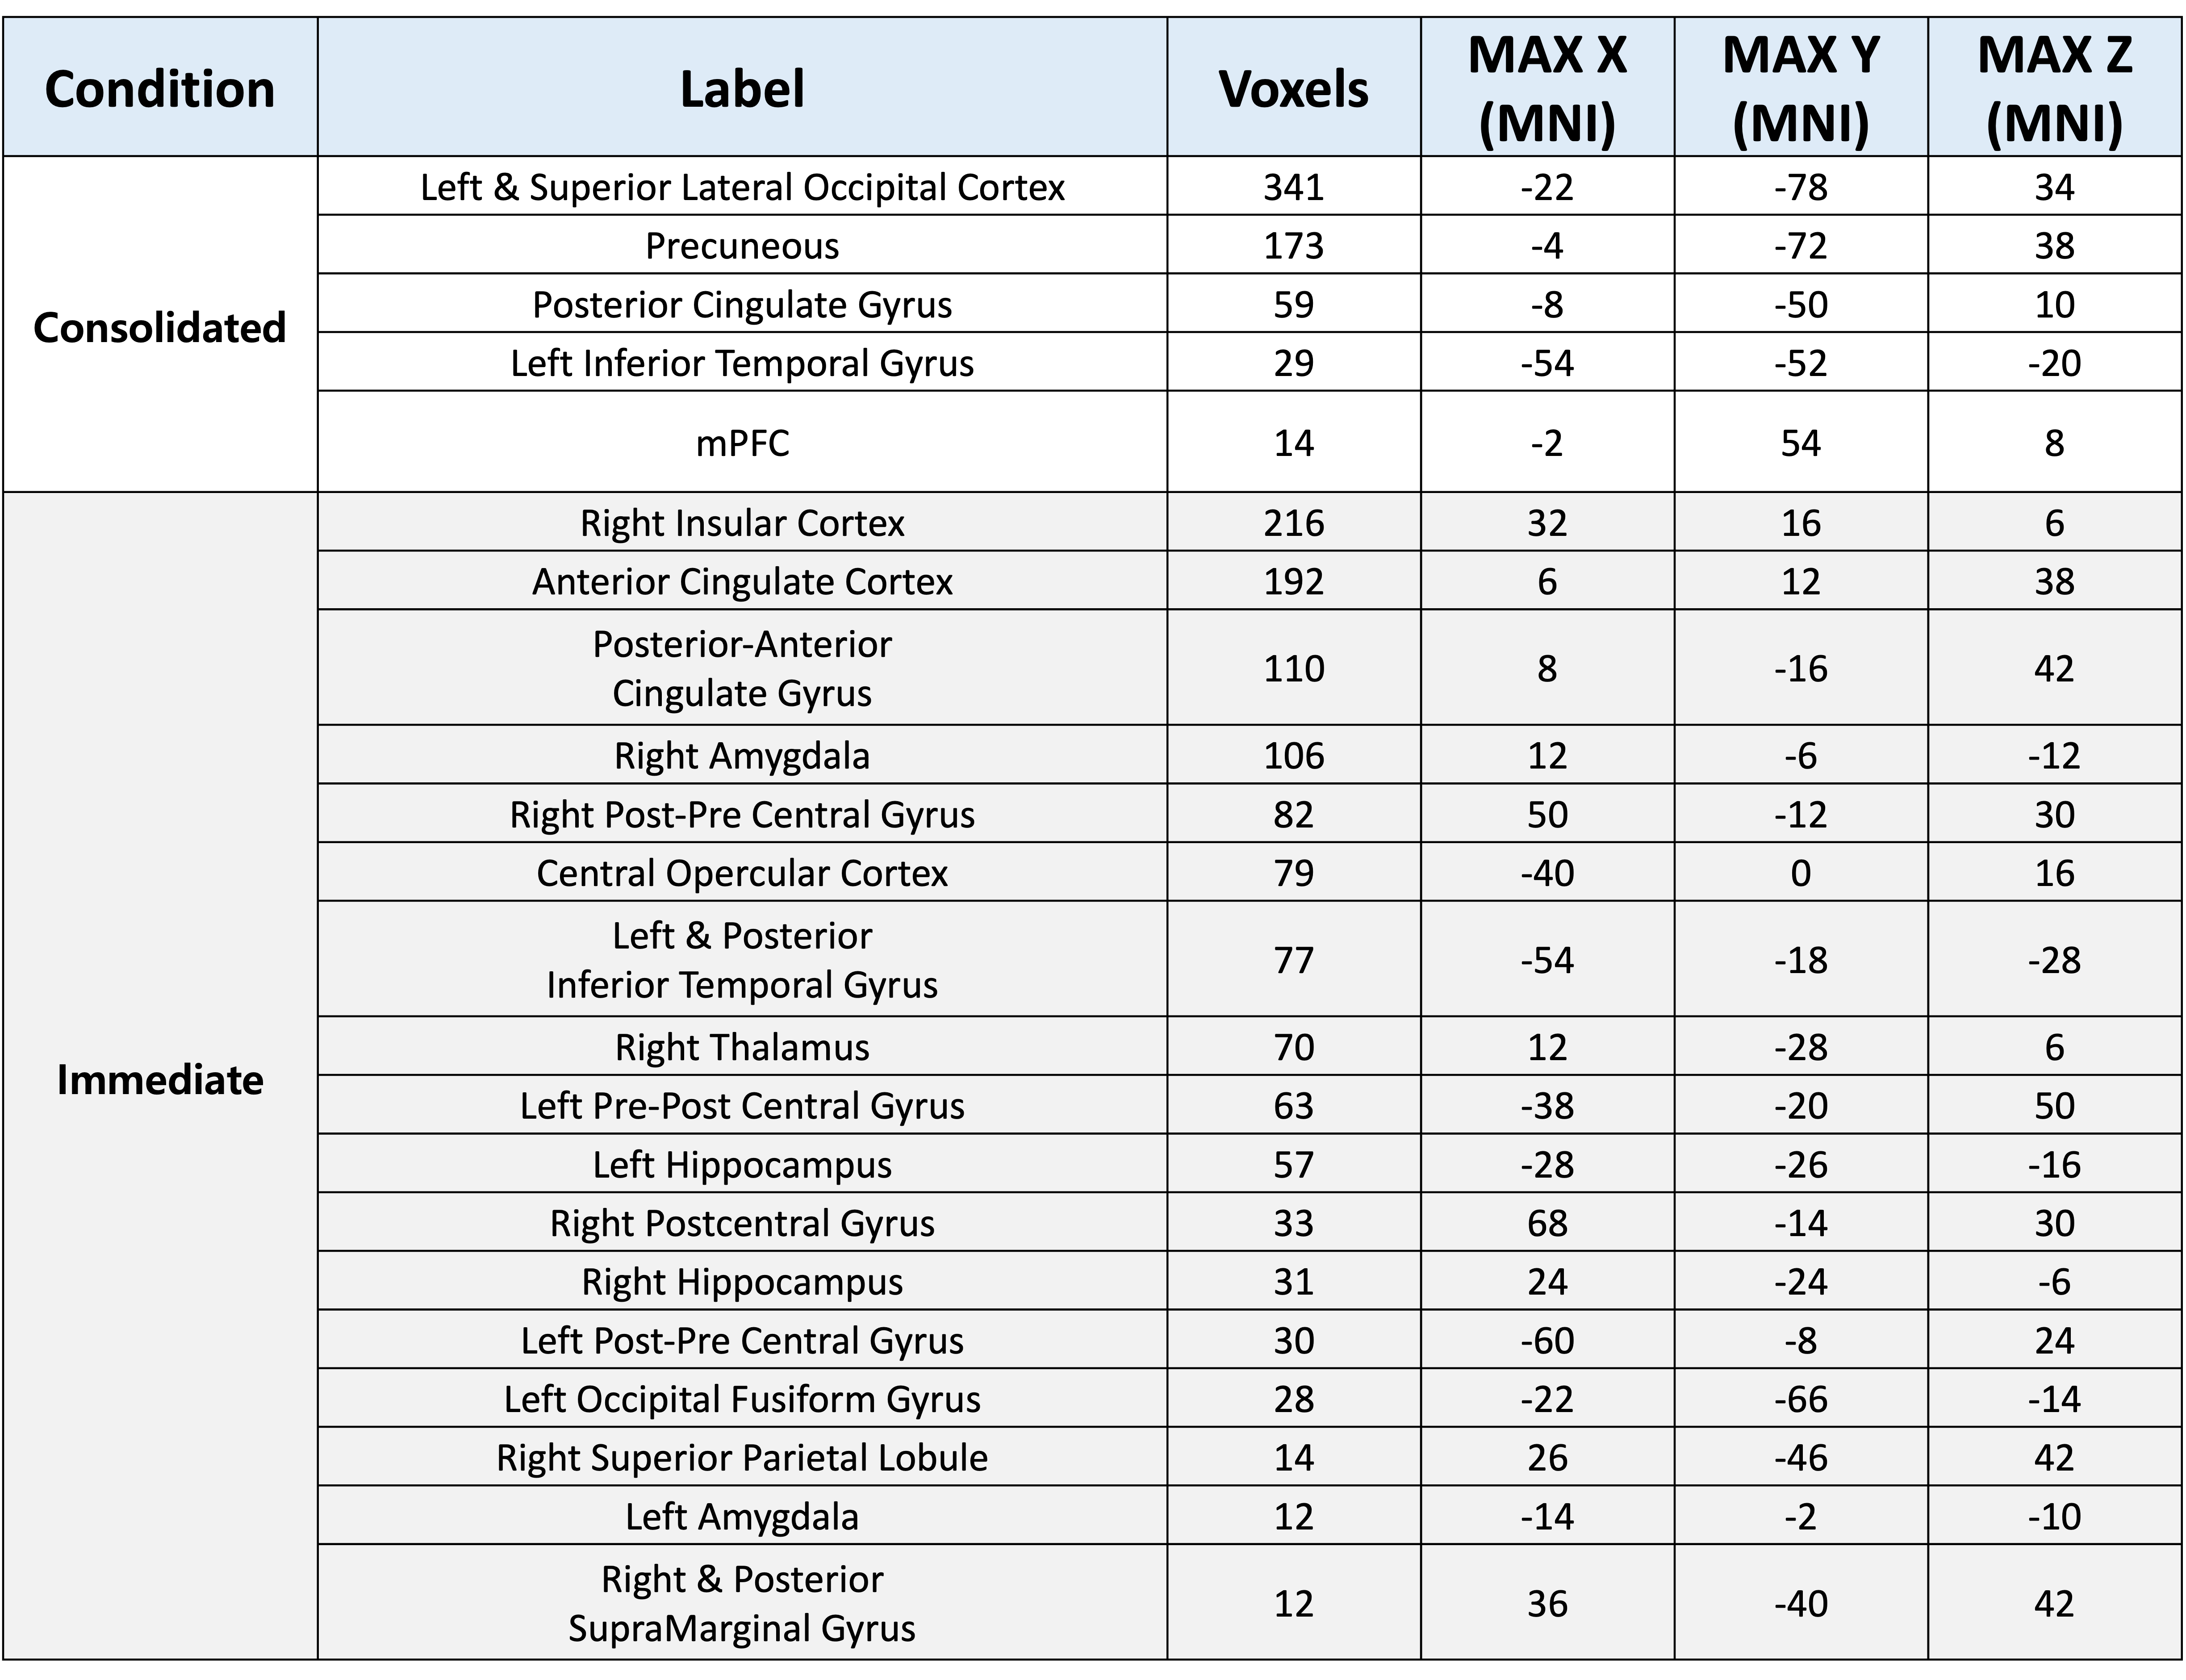 Condition Label Voxels MAX X (MNI) MAX Y (MNI) MAX Z (MNI)
Consolidated
Left & Superior Lateral Occipital Cortex 341 -22 -78 34
Precuneous 173 -4 -72 38
Posterior Cingulate Gyrus 59 -8 -50 10
Left Inferior Temporal Gyrus 29 -54 -52 -20
mPFC 14 -2 54 8
Immediate
Right Insular Cortex 216 32 16 6
Anterior Cingulate Cortex 192 6 12 38
Posterior-Anterior
Cingulate Gyrus 110 8 -16 42
Right Amygdala 106 12 -6 -12
Right Post-Pre Central Gyrus 82 50 -12 30
Central Opercular Cortex 79 -40 0 16
Left & Posterior
Inferior Temporal Gyrus 77 -54 -18 -28
Right Thalamus 70 12 -28 6
Left Pre-Post Central Gyrus 63 -38 -20 50
Left Hippocampus 57 -28 -26 -16
Right Postcentral Gyrus 33 68 -14 30
Right Hippocampus 31 24 -24 -6
Left Post-Pre Central Gyrus 30 -60 -8 24
Left Occipital Fusiform Gyrus 28 -22 -66 -14
Right Superior Parietal Lobule 14 26 -46 42
Left Amygdala 12 -14 -2 -10
Right & Posterior
SupraMarginal Gyrus 12 36 -40 42